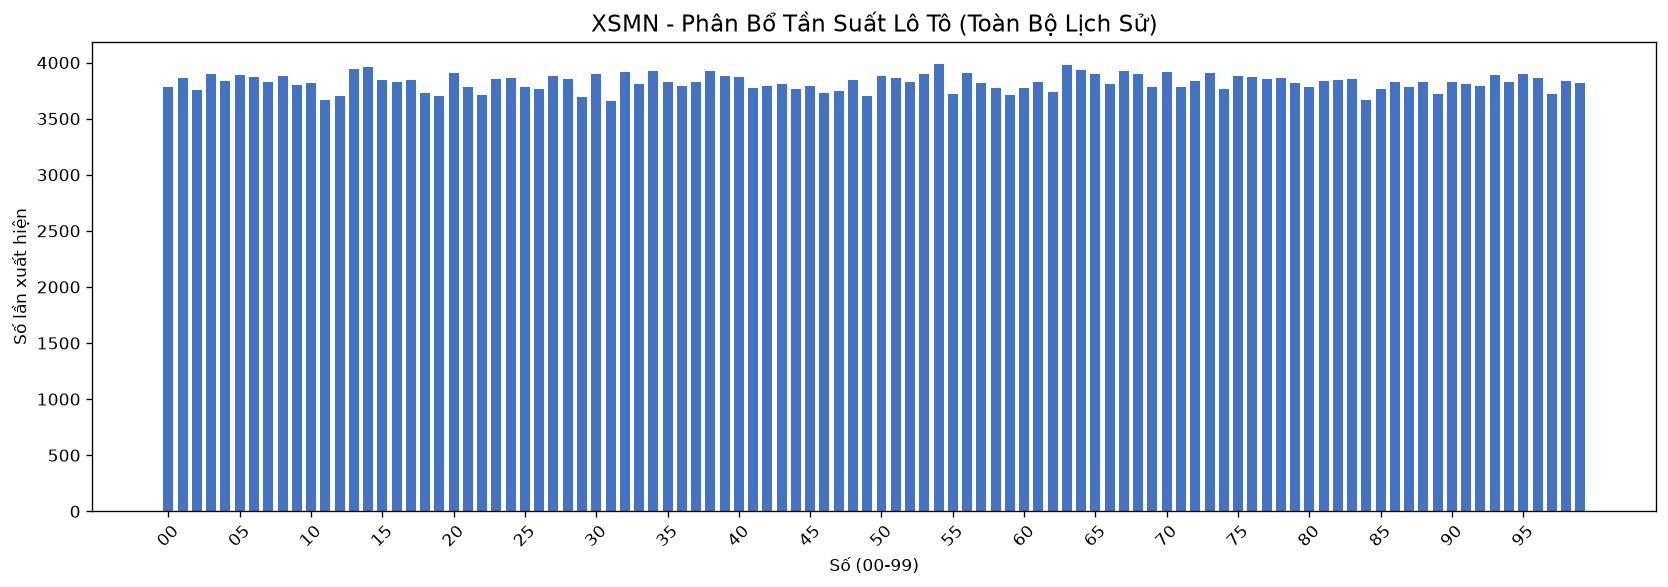 XSMN - Phân Bổ Tần Suất Lô Tô (Toàn Bộ Lịch Sử)
Số lần xuất hiện
4000
3500
3000
2500
2000
1500
1000
500
0
00 05 10 15 20 25 30 35 40 45 50 55 60 65 70 75 80 85 90 95
Số (00-99)